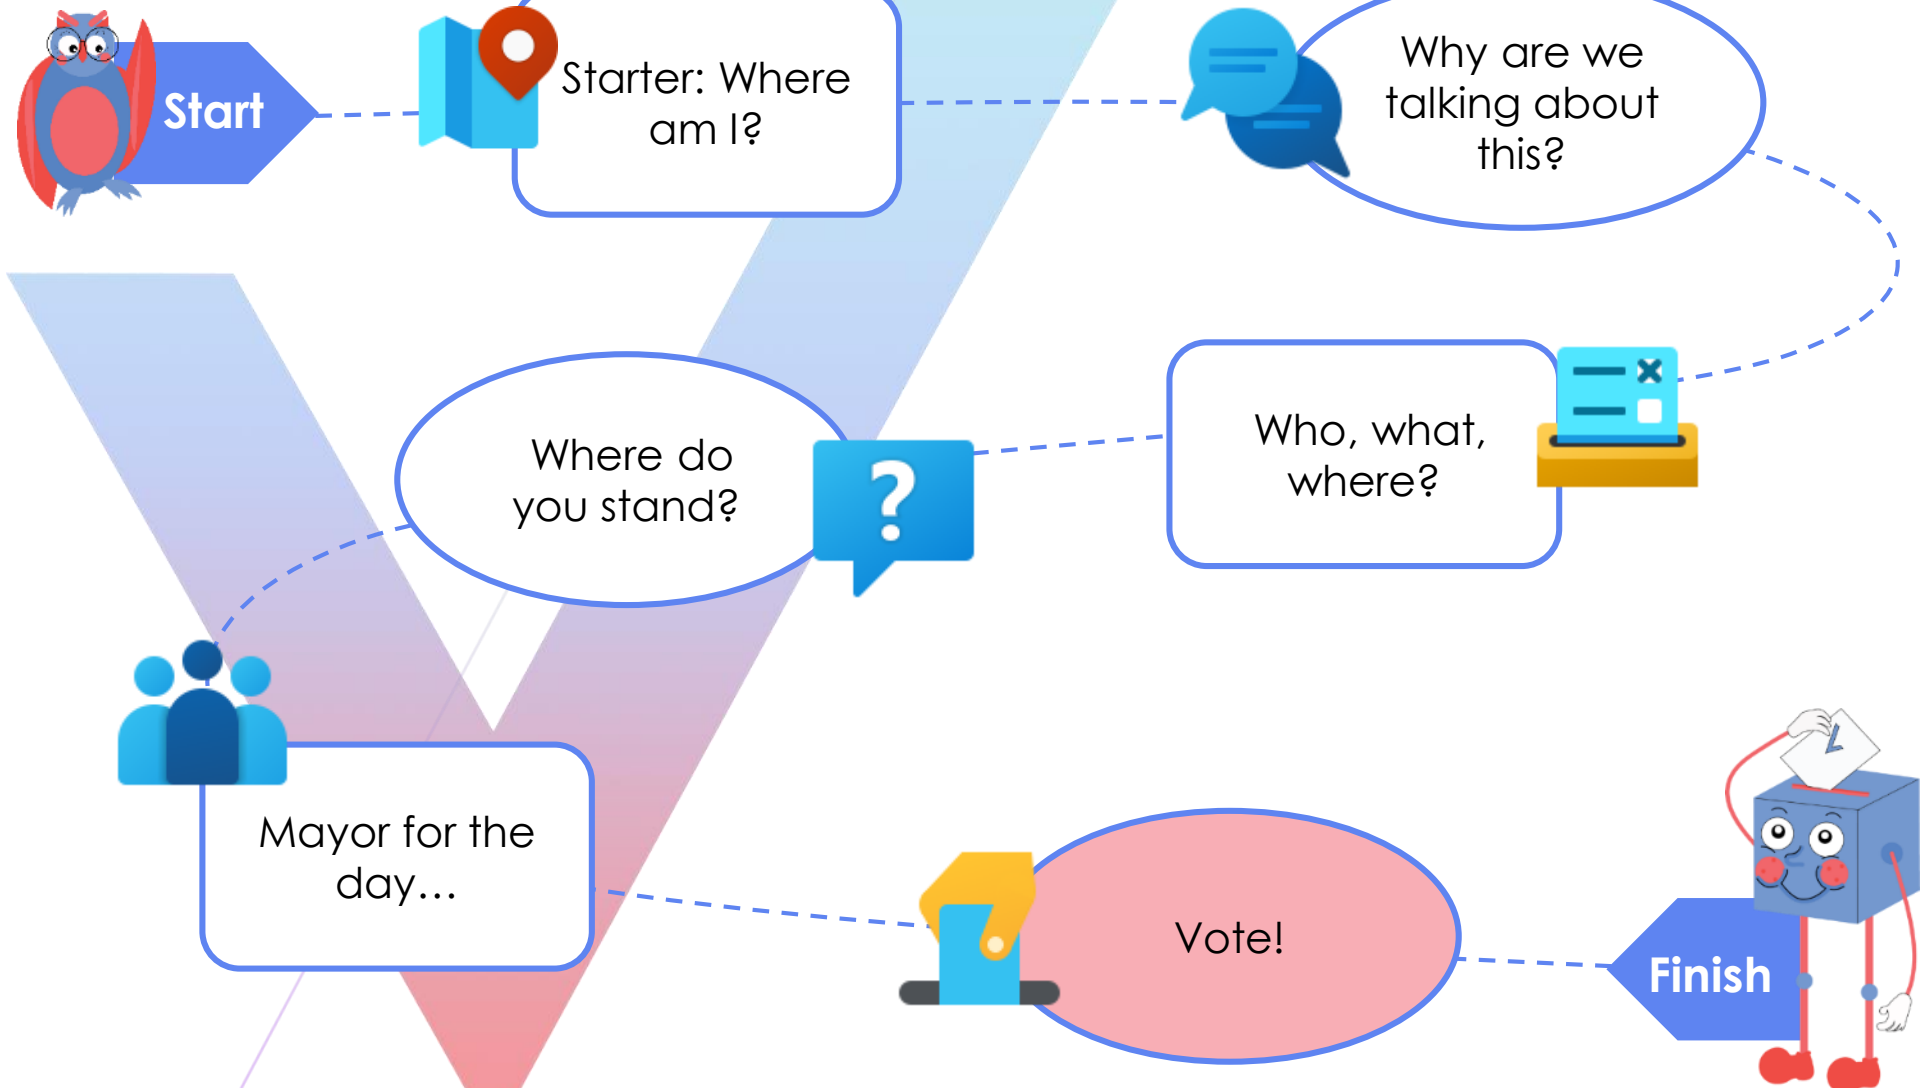 Start
Starter: Where
am I?
Why are we
talking about
this?
Who, what,
where?
Where do
you stand?
Mayor for the
day...
Vote!
Finish